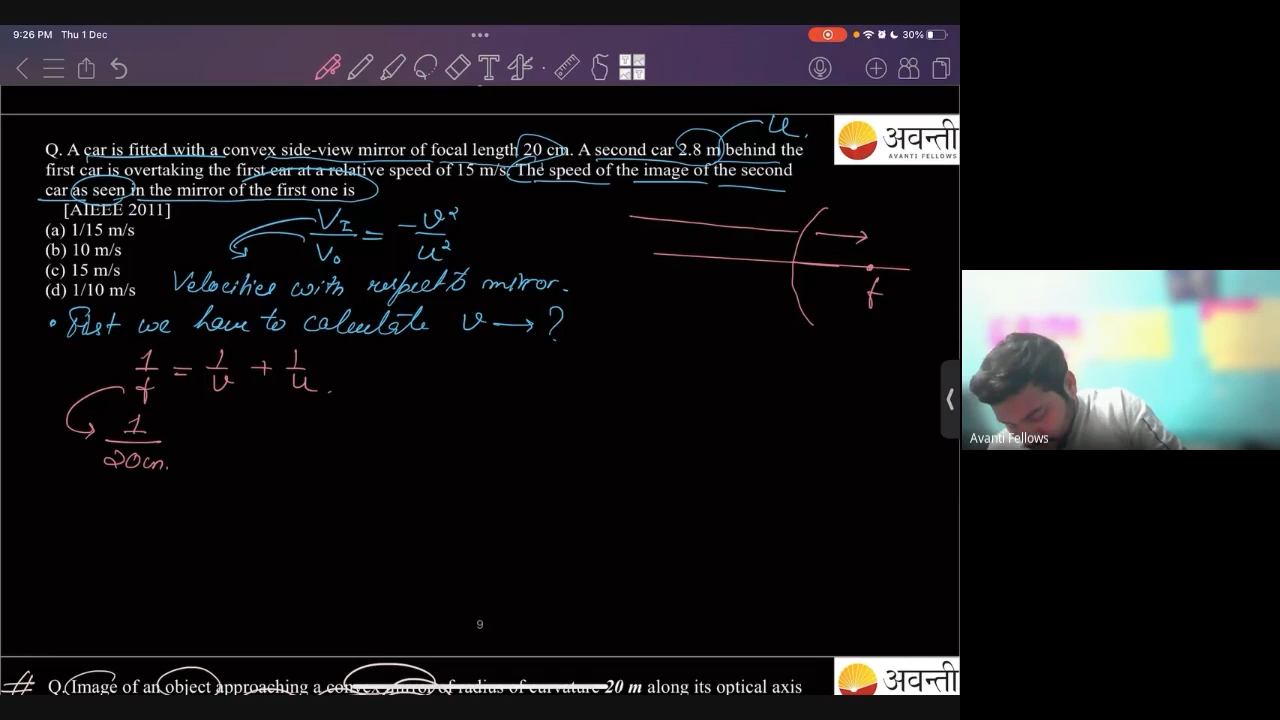 9:26 PM Thu 1 Dec
30%
u.
Q. A car is fitted with a convex side-view mirror of focal length 20 cm. A second car 2.8 m behind the
first car is overtaking the first car at a relative speed of 15 m/s. The speed of the image of the second
car as seen in the mirror of the first one is
[AIEEE 2011]
(a) 1/15 m/s
(b) 10 m/s
(c) 15 m/s
(d) 1/10 m/s
अवन्ती
AVANTI FELLOWS
V_I/V_o = -v²/u²
Velocities with respect to mirror.
• First we have to calculate v → ?
1/f = 1/v + 1/u.
1/20cm.
f
Avanti Fellows
9
# Q. Image of an object approaching a convex mirror of radius of curvature 20 m along its optical axis
अवन्ती